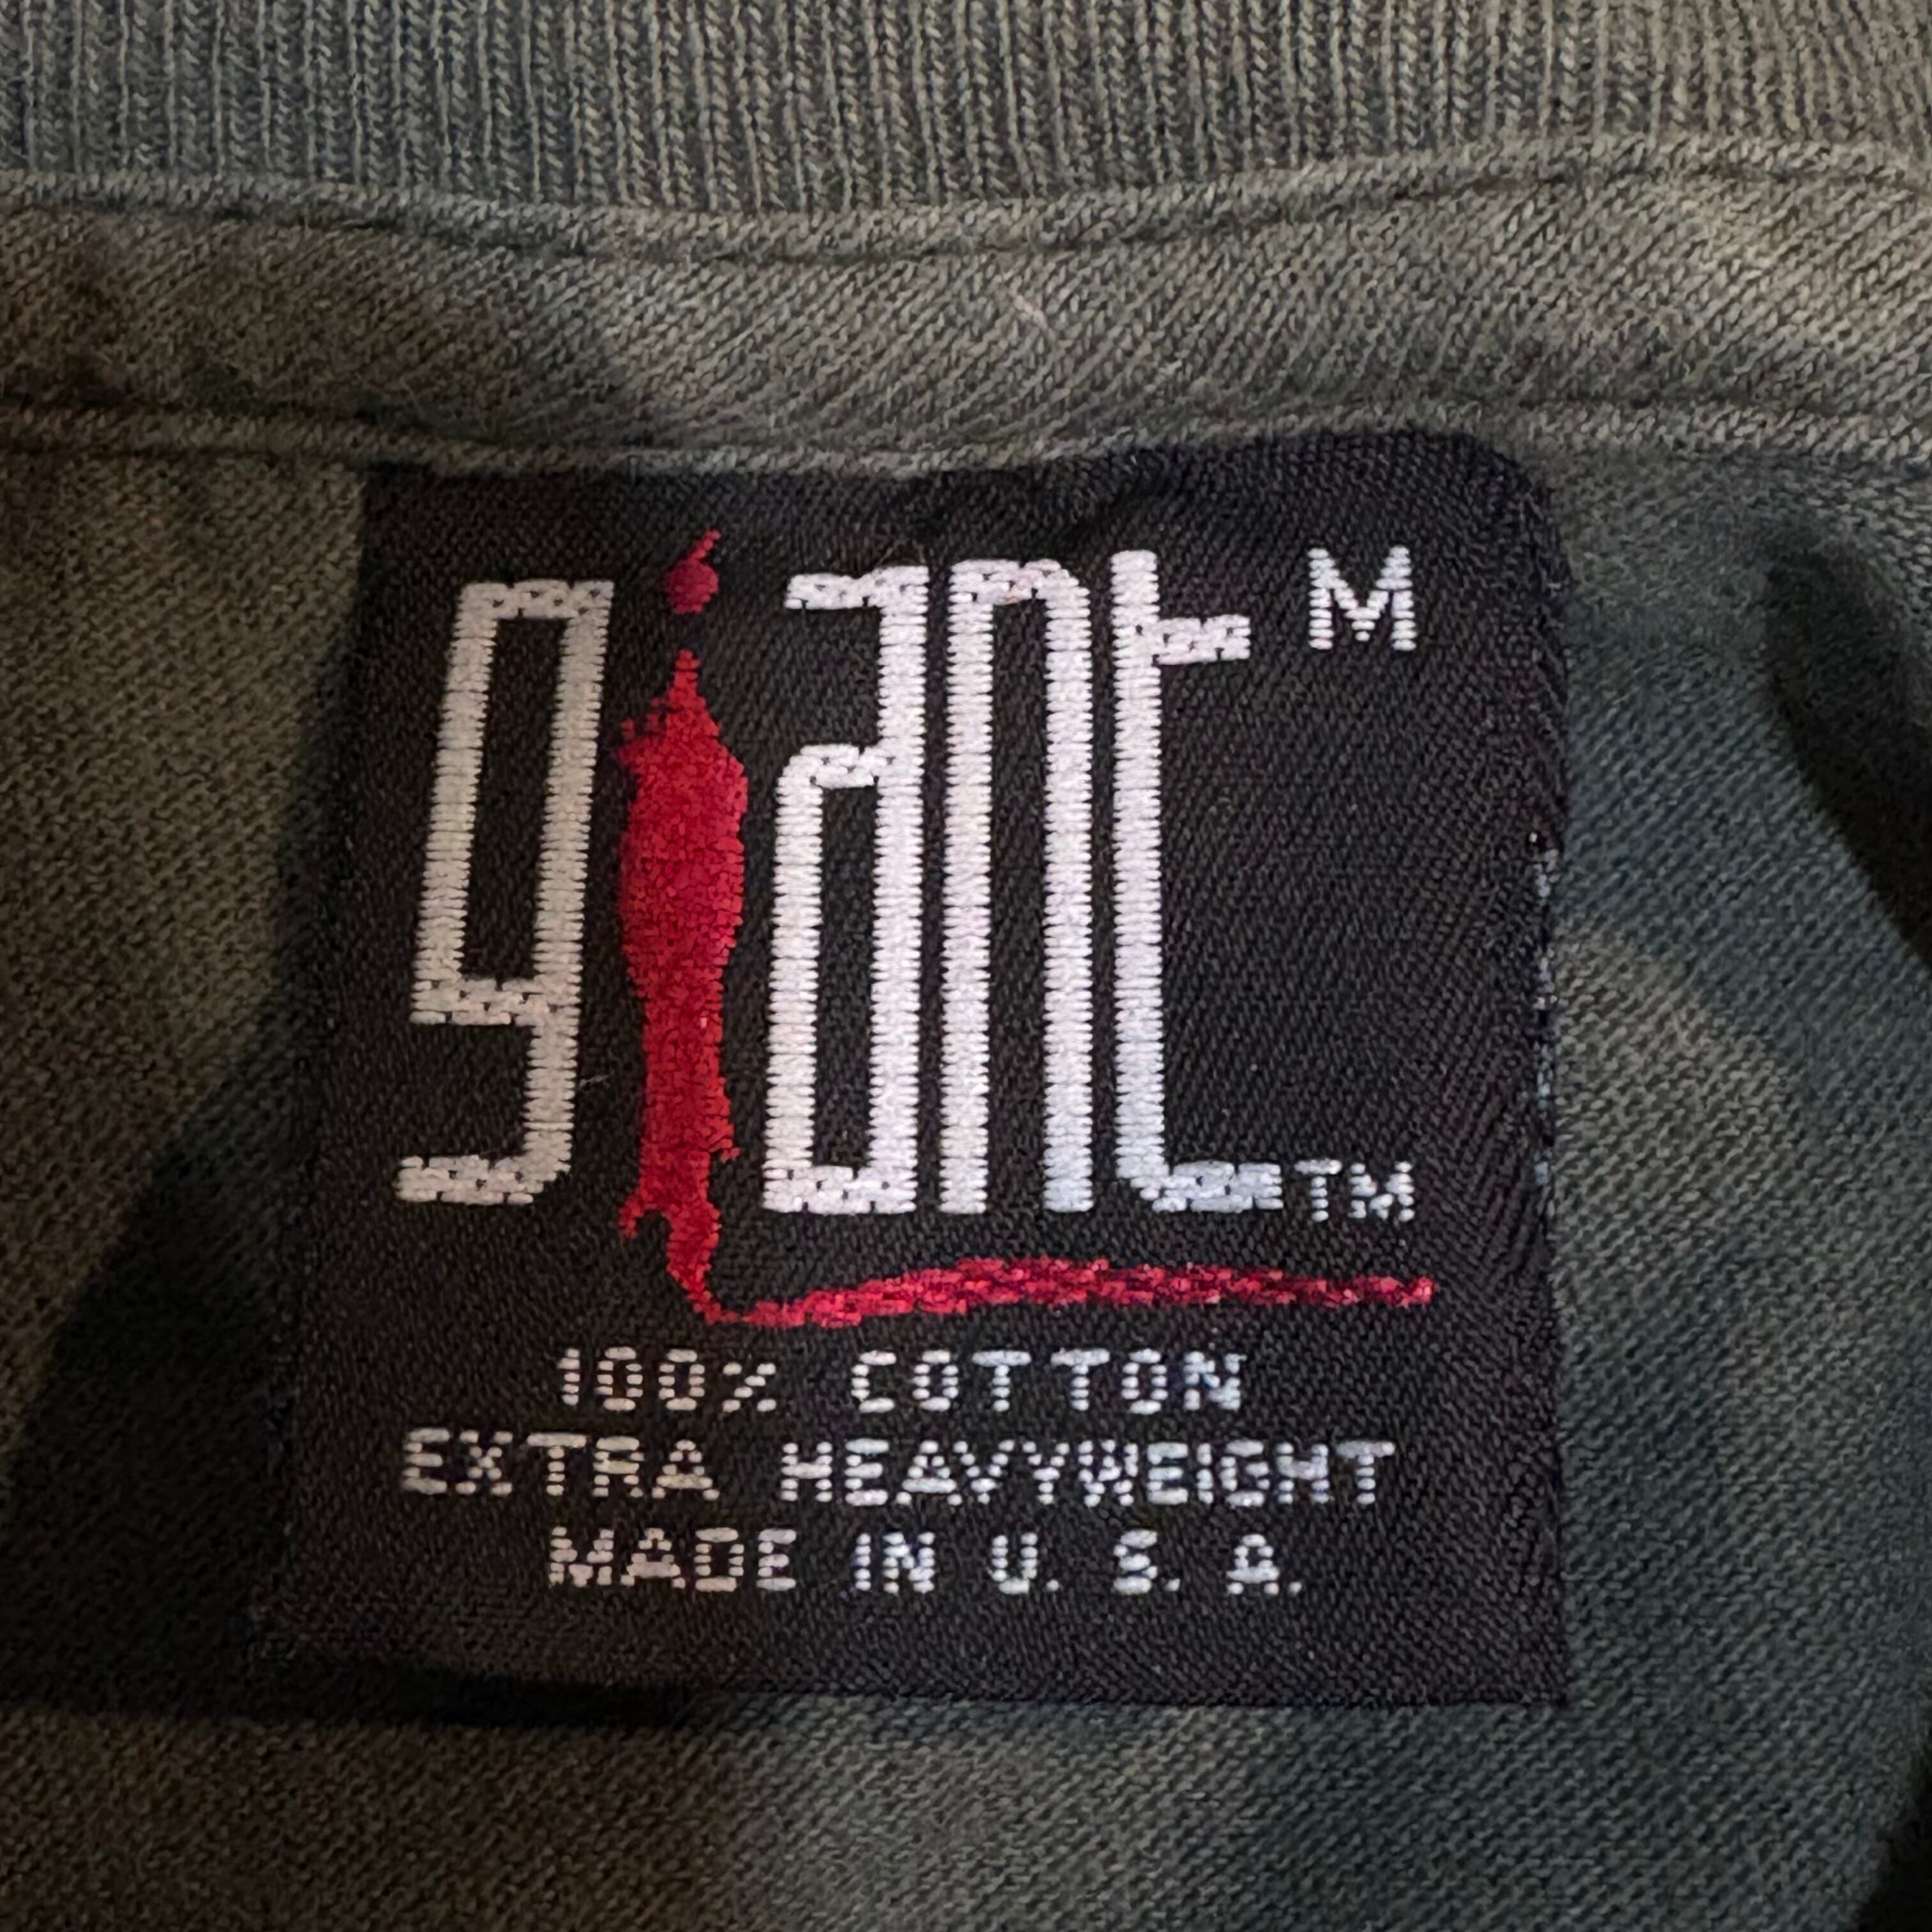 giant M
TM
100% COTTON
EXTRA HEAVYWEIGHT
MADE IN U. S. A.